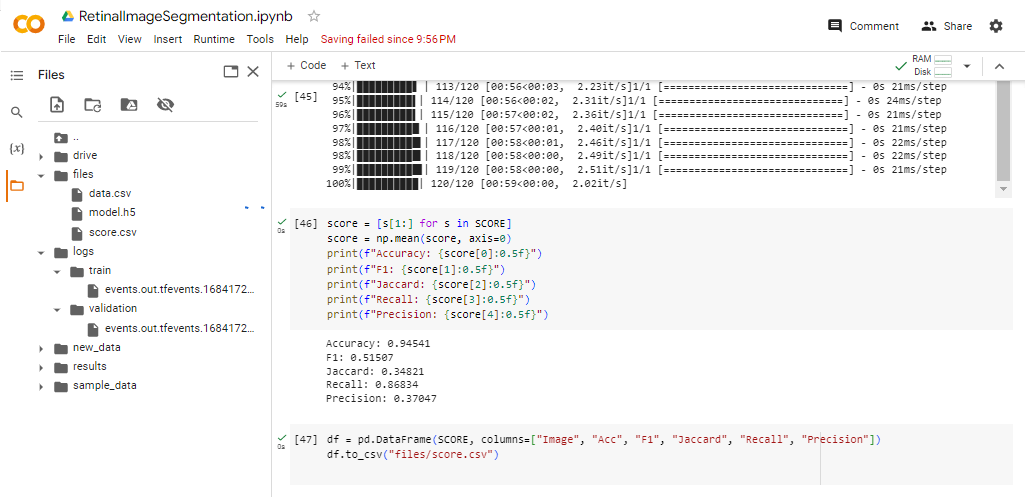 RetinalImageSegmentation.ipynb
File Edit View Insert Runtime Tools Help Saving failed since 9:56 PM
Comment Share
Files
+ Code + Text
RAM
Disk
..
drive
files
data.csv
model.h5
score.csv
logs
train
events.out.tfevents.1684172...
validation
events.out.tfevents.1684172...
new_data
results
sample_data
{x}
59s
[45]
94%| | 113/120 [00:56<00:03, 2.23it/s]1/1 [==============================] - 0s 21ms/step
95%| | 114/120 [00:56<00:02, 2.31it/s]1/1 [==============================] - 0s 24ms/step
96%| | 115/120 [00:57<00:02, 2.36it/s]1/1 [==============================] - 0s 21ms/step
97%| | 116/120 [00:57<00:01, 2.40it/s]1/1 [==============================] - 0s 21ms/step
98%| | 117/120 [00:58<00:01, 2.46it/s]1/1 [==============================] - 0s 22ms/step
98%| | 118/120 [00:58<00:00, 2.49it/s]1/1 [==============================] - 0s 22ms/step
99%| | 119/120 [00:58<00:00, 2.51it/s]1/1 [==============================] - 0s 21ms/step
100%| | 120/120 [00:59<00:00, 2.02it/s]
0s
[46] score = [s[1:] for s in SCORE]
score = np.mean(score, axis=0)
print(f"Accuracy: {score[0]:0.5f}")
print(f"F1: {score[1]:0.5f}")
print(f"Jaccard: {score[2]:0.5f}")
print(f"Recall: {score[3]:0.5f}")
print(f"Precision: {score[4]:0.5f}")
Accuracy: 0.94541
F1: 0.51507
Jaccard: 0.34821
Recall: 0.86834
Precision: 0.37047
0s
[47] df = pd.DataFrame(SCORE, columns=["Image", "Acc", "F1", "Jaccard", "Recall", "Precision"])
df.to_csv("files/score.csv")